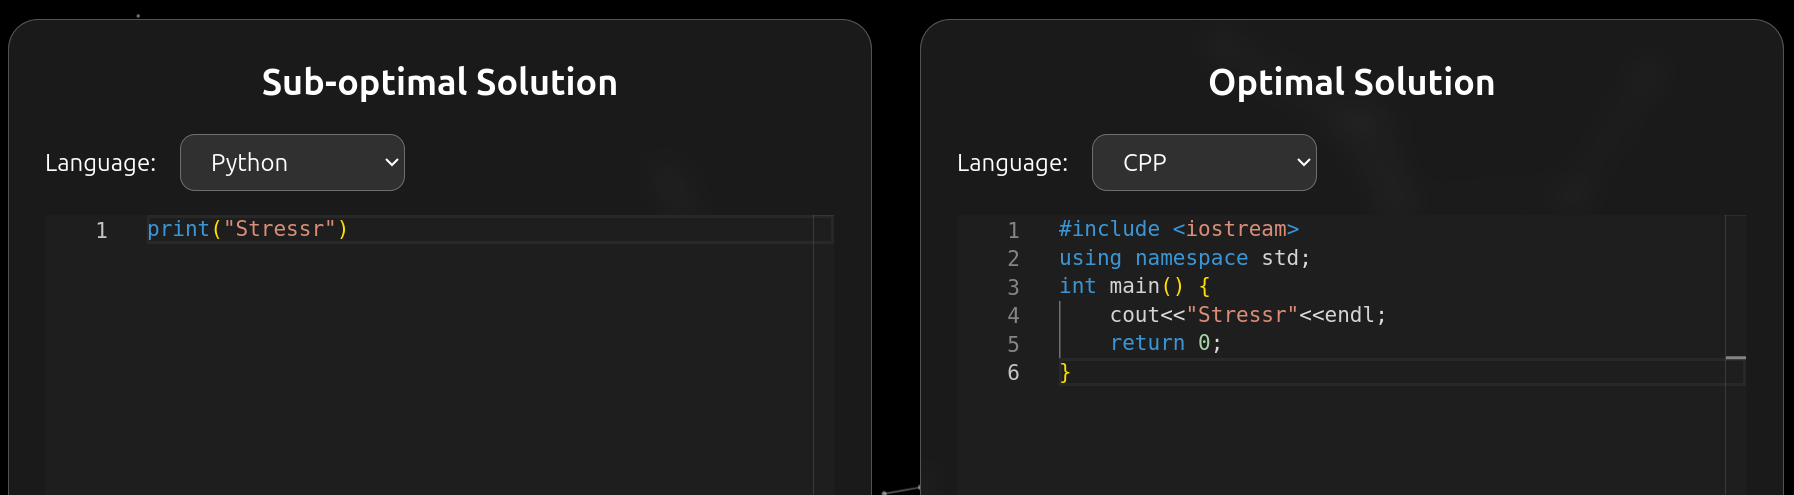 Sub-optimal Solution
Language: Python
1 print("Stressr")
Optimal Solution
Language: CPP
1 #include <iostream>
2 using namespace std;
3 int main() {
4     cout<<"Stressr"<<endl;
5     return 0;
6 }